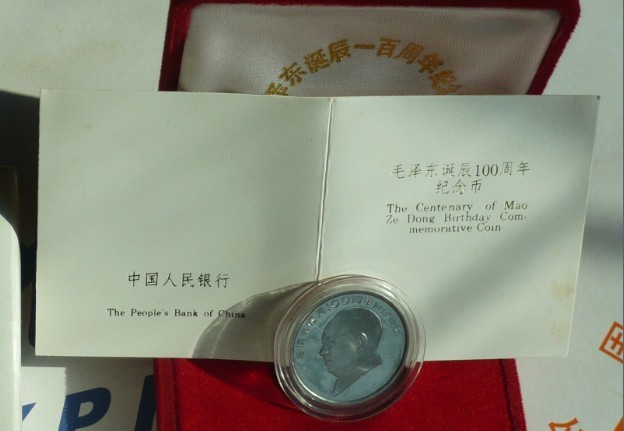 泽东诞辰一百周年纪
毛泽东诞辰100周年
纪念币
The Centenary of Mao
Ze Dong Birthday Com-
memorative Coin
中国人民银行
The People's Bank of China